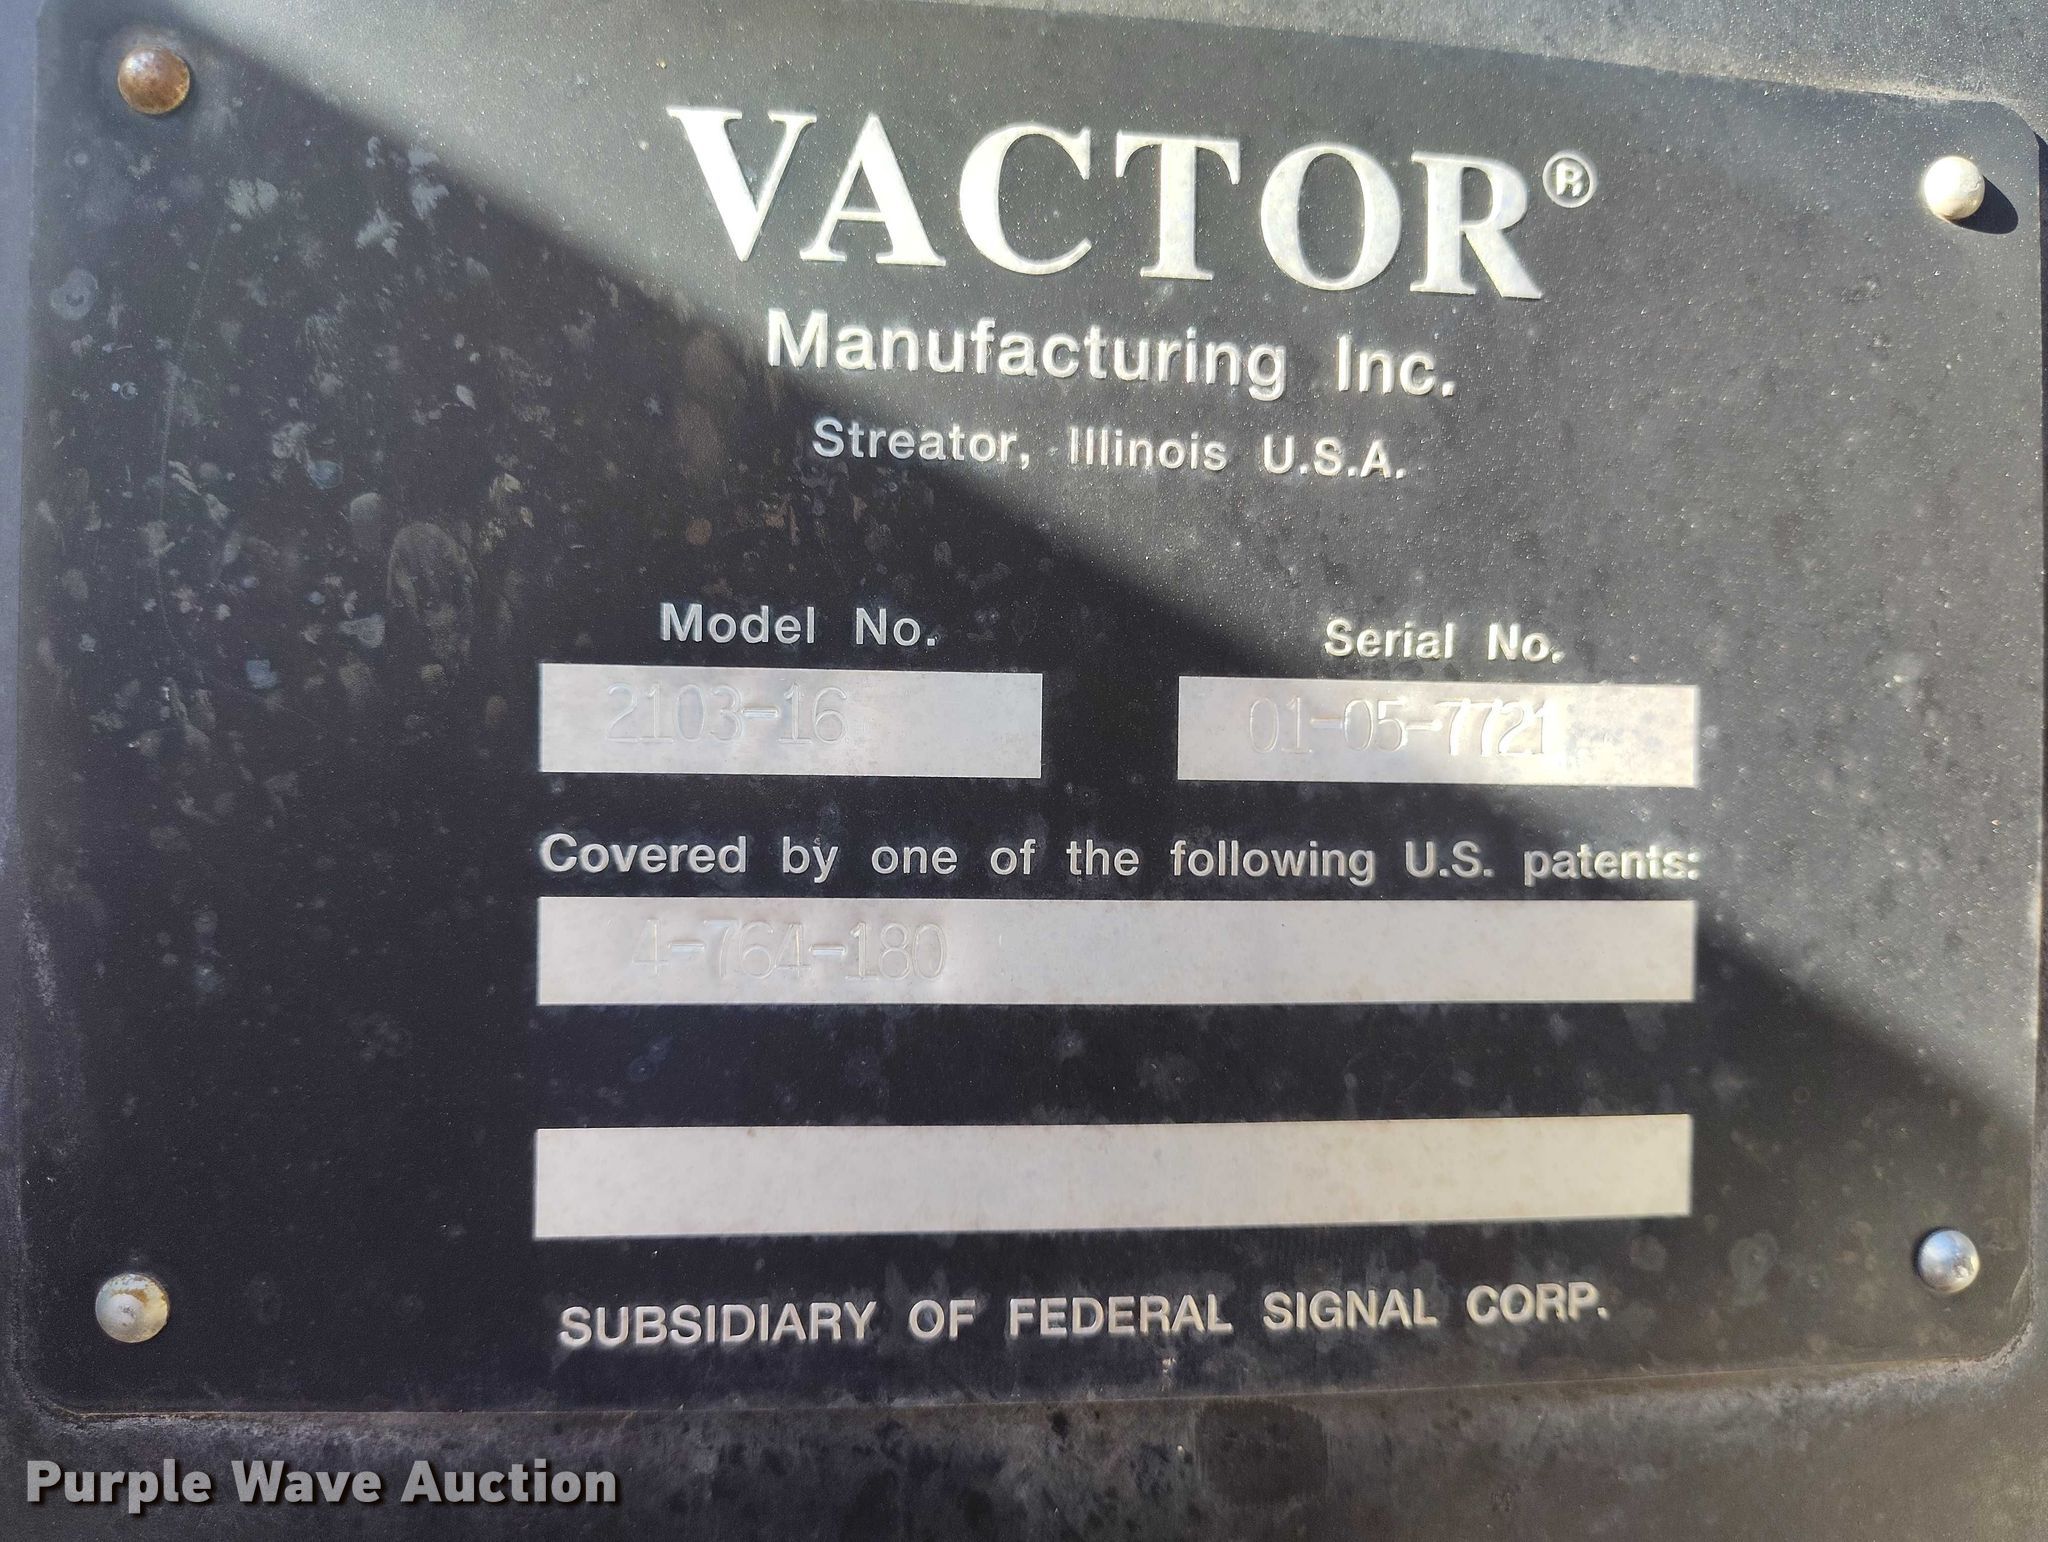 VACTOR®
Manufacturing Inc.
Streator, Illinois U.S.A.
Model No. Serial No.
2103-16 01-05-7721
Covered by one of the following U.S. patents:
4-764-180
SUBSIDIARY OF FEDERAL SIGNAL CORP.
Purple Wave Auction